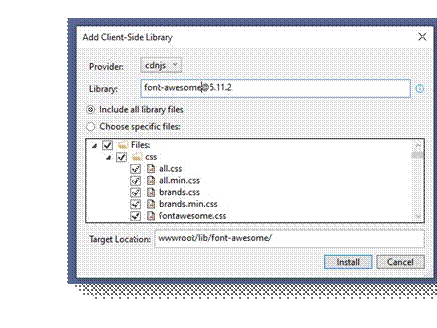 Add Client-Side Library
Provider: cdnjs
Library: font-awesome@5.11.2
Include all library files
Choose specific files:
Files:
css
all.css
all.min.css
brands.css
brands.min.css
fontawesome.css
Target Location: wwwroot/lib/font-awesome/
Install Cancel